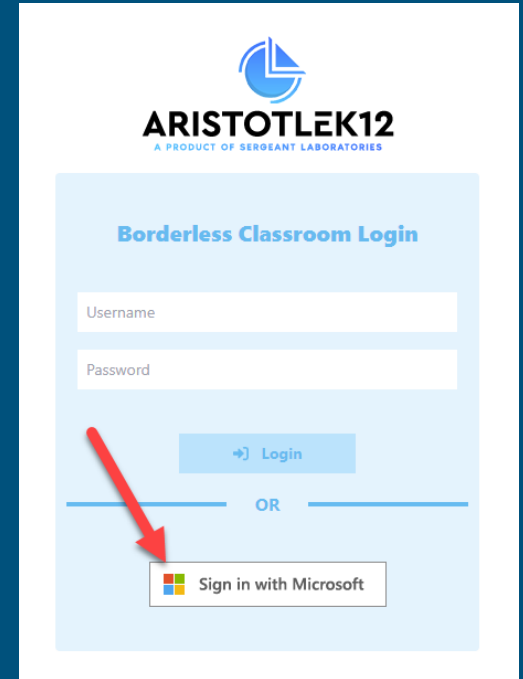 ARISTOTLEK12
A PRODUCT OF SERGEANT LABORATORIES
Borderless Classroom Login
Username
Password
Login
OR
Sign in with Microsoft